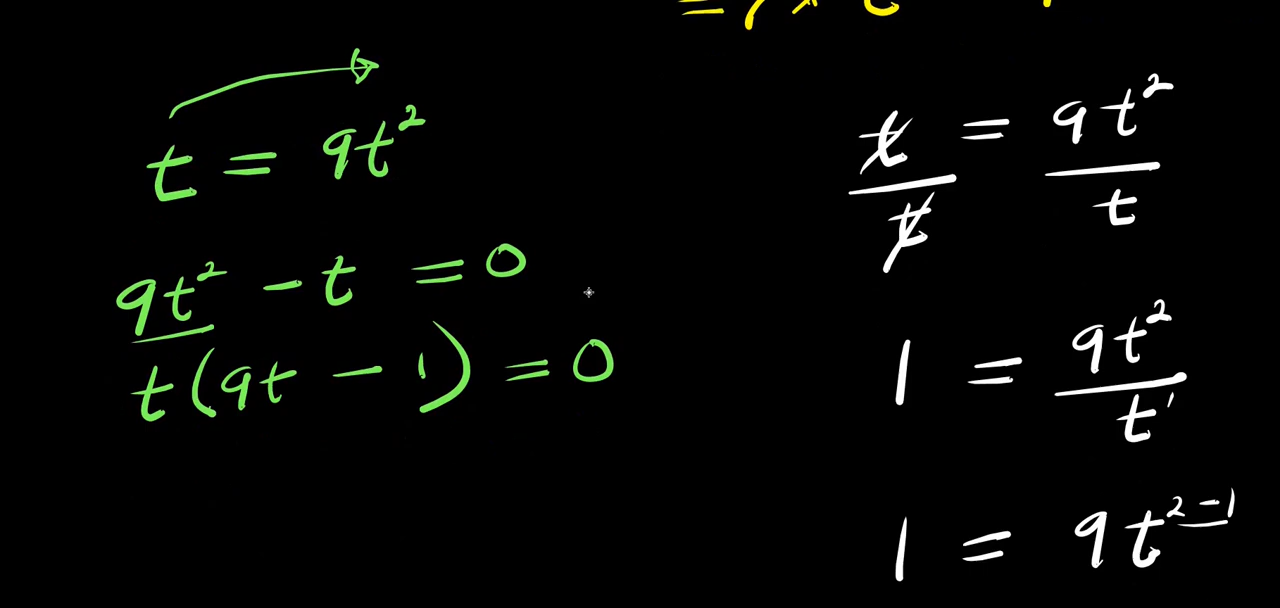 t = 9t²
9t² - t = 0
t(9t - 1) = 0
t/t = 9t²/t
1 = 9t²/t¹
1 = 9t²⁻¹